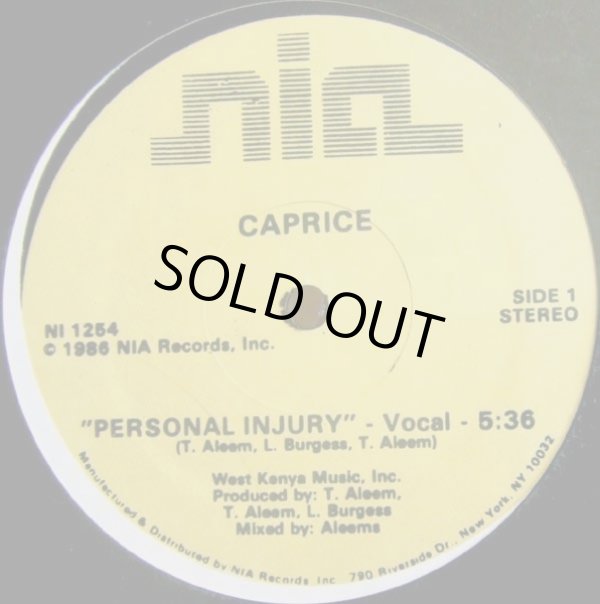 nia
CAPRICE
SOLD OUT
SIDE 1
STEREO
NI 1254
© 1986 NIA Records, Inc.
"PERSONAL INJURY" - Vocal - 5:36
(T. Aleem, L. Burgess, T. Aleem)
West Kenya Music, Inc.
Produced by: T. Aleem,
T. Aleem, L. Burgess
Mixed by: Aleems
Manufactured & Distributed by NIA Records Inc 790 Riverside Dr., New York, NY 10032